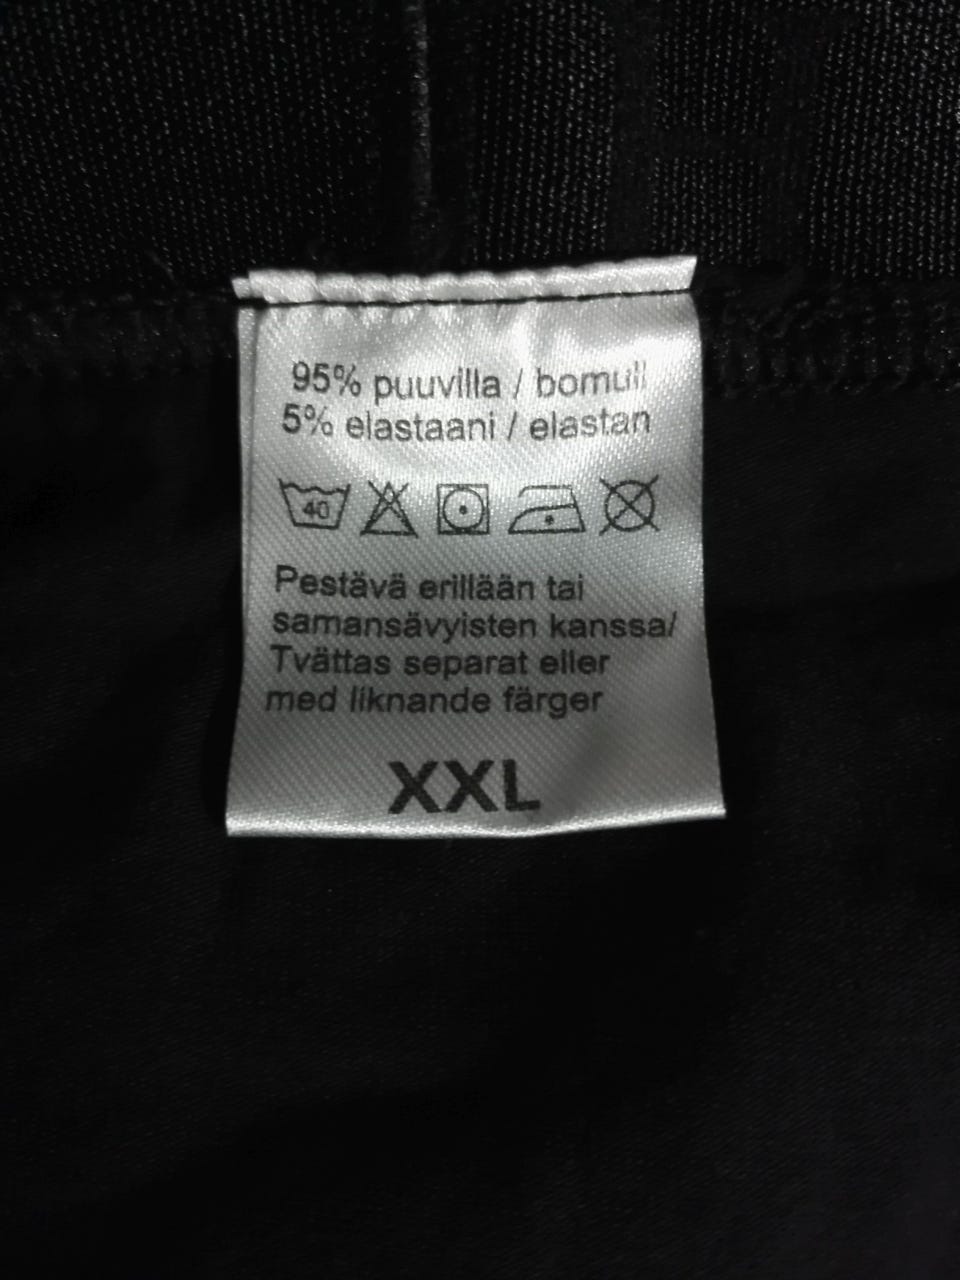 95% puuvilla / bomull
5% elastaani / elastan
40
Pestävä erillään tai
samansävyisten kanssa/
Tvättas separat eller
med liknande färger
XXL